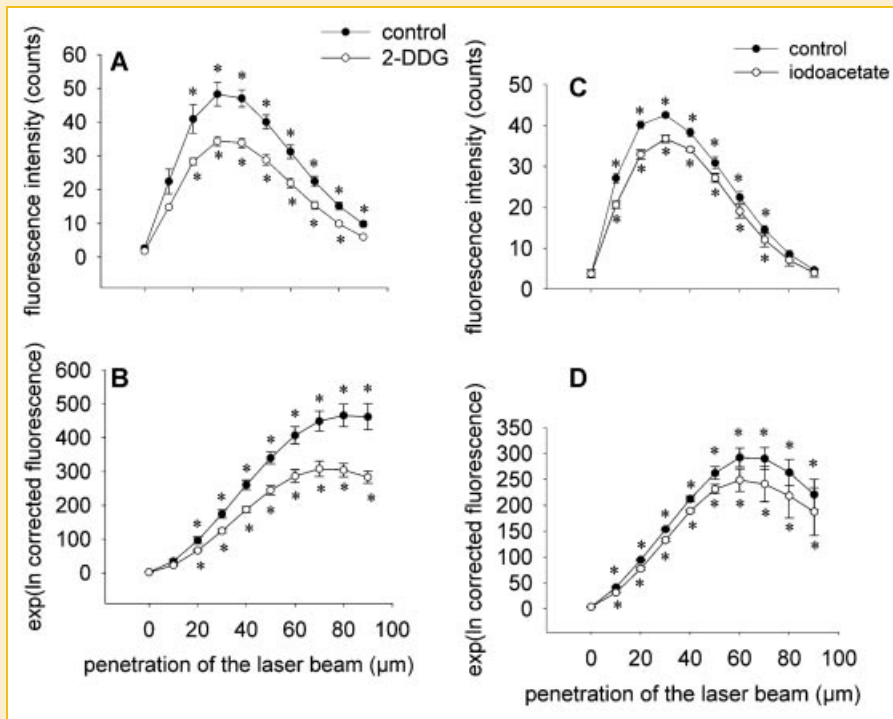 A
control
2-DDG
fluorescence intensity (counts)
60
50
40
30
20
10
0
* * * * * * * *
* * * * * * *
C
control
iodoacetate
fluorescence intensity (counts)
50
40
30
20
10
0
* * * * * * *
* * * * * * *
B
exp(ln corrected fluorescence)
600
500
400
300
200
100
0
* * * * * * * *
* * * * * * * *
0 20 40 60 80 100
penetration of the laser beam (µm)
D
exp(ln corrected fluorescence)
350
300
250
200
150
100
50
0
* * * * * * * * *
* * * * * * * * *
0 20 40 60 80 100
penetration of the laser beam (µm)